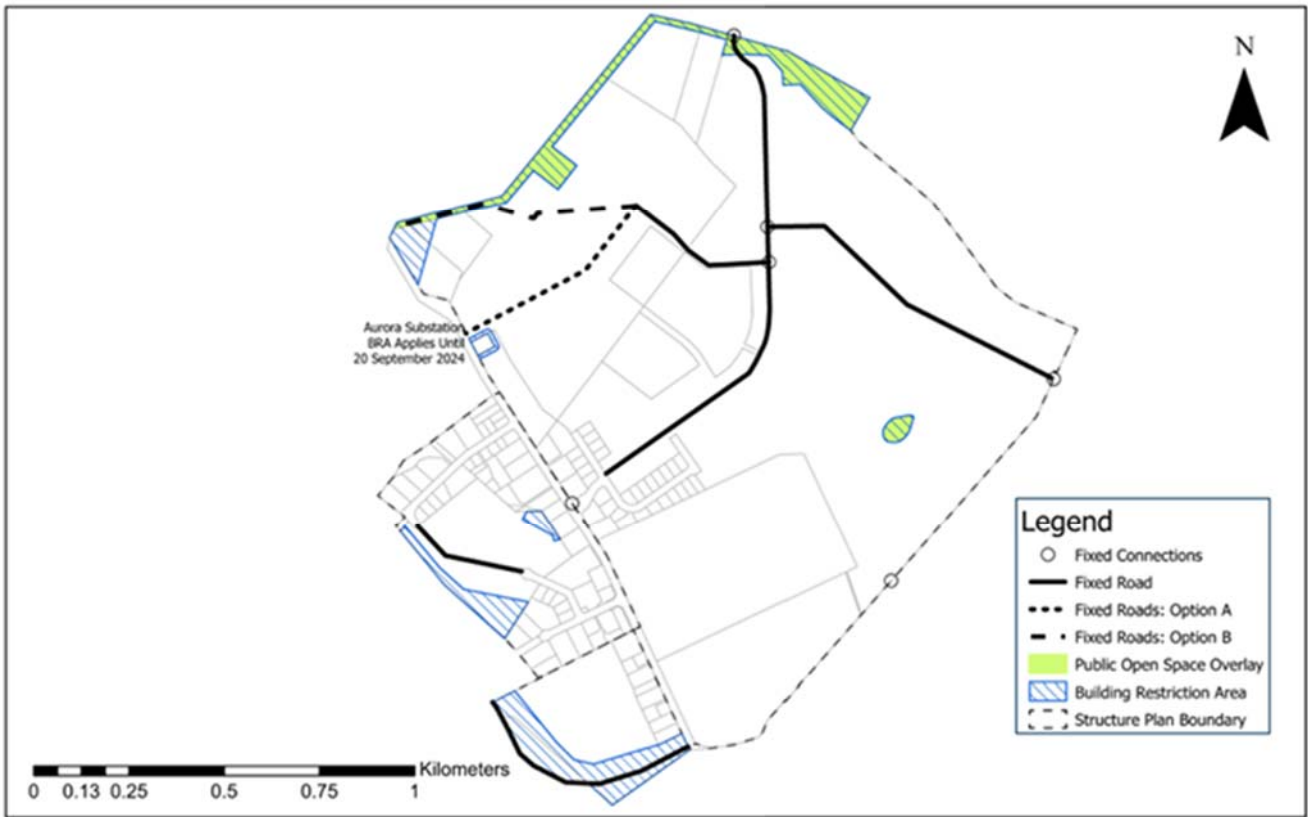 N
Aurora Substation
BRA Applies Until
20 September 2024
Legend
Fixed Connections
Fixed Road
Fixed Roads: Option A
Fixed Roads: Option B
Public Open Space Overlay
Building Restriction Area
Structure Plan Boundary
Kilometers
0 0.13 0.25 0.5 0.75 1